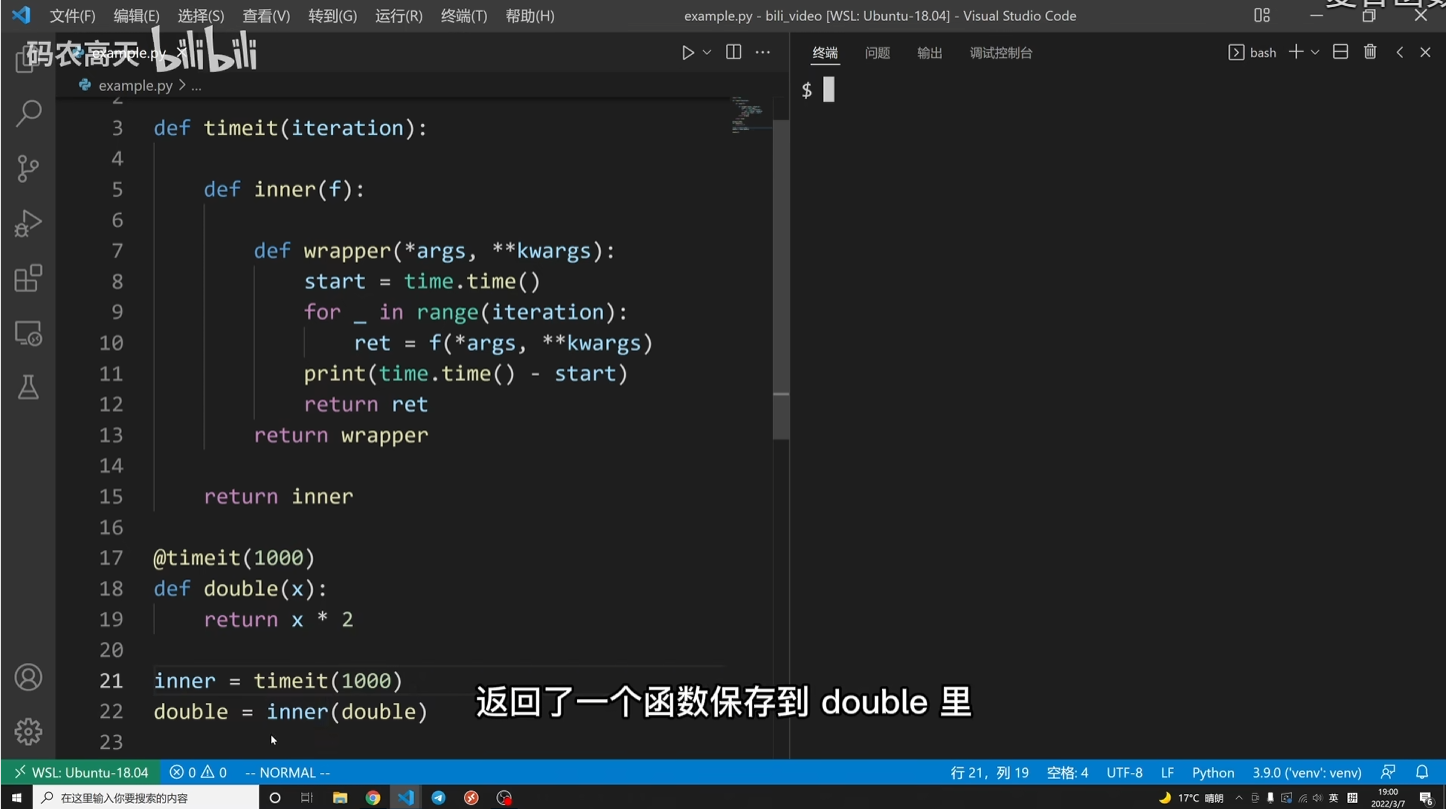 文件(F) 编辑(E) 选择(S) 查看(V) 转到(G) 运行(R) 终端(T) 帮助(H) example.py - bili_video [WSL: Ubuntu-18.04] - Visual Studio Code
码农高天 bilibili
example.py
终端 问题 输出 调试控制台 bash
example.py > ...
$
2
3 def timeit(iteration):
4
5 def inner(f):
6
7 def wrapper(*args, **kwargs):
8 start = time.time()
9 for _ in range(iteration):
10 ret = f(*args, **kwargs)
11 print(time.time() - start)
12 return ret
13 return wrapper
14
15 return inner
16
17 @timeit(1000)
18 def double(x):
19 return x * 2
20
21 inner = timeit(1000)
22 double = inner(double)
23
返回了一个函数保存到 double 里
WSL: Ubuntu-18.04 0 0 -- NORMAL -- 行 21，列 19 空格: 4 UTF-8 LF Python 3.9.0 ('venv': venv)
在这里输入你要搜索的内容 17°C 晴朗 英 拼 19:00
2022/3/7 6